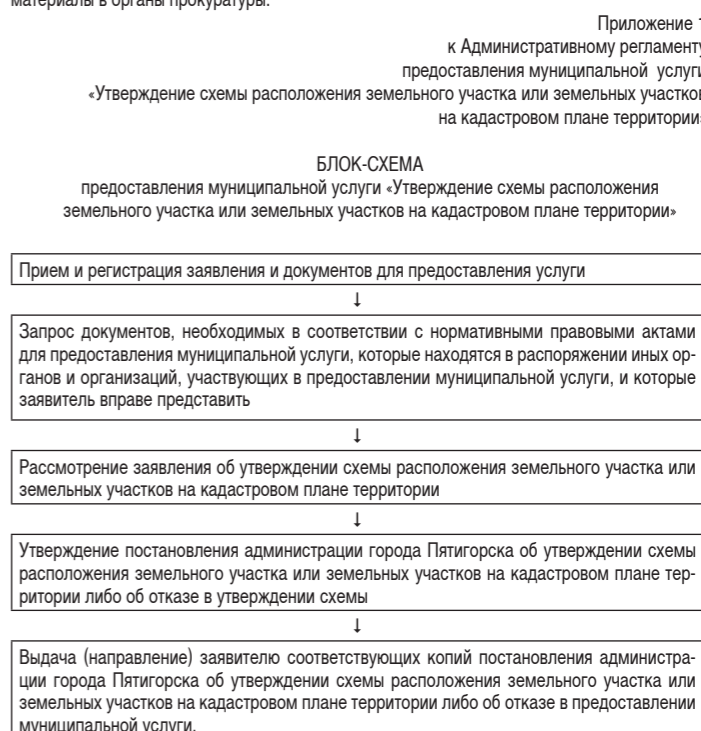 материалы в органы прокуратуры.
Приложение 1
к Административному регламенту
предоставления муниципальной услуги
«Утверждение схемы расположения земельного участка или земельных участков
на кадастровом плане территории»
БЛОК-СХЕМА
предоставления муниципальной услуги «Утверждение схемы расположения
земельного участка или земельных участков на кадастровом плане территории»
Прием и регистрация заявления и документов для предоставления услуги
↓
Запрос документов, необходимых в соответствии с нормативными правовыми актами
для предоставления муниципальной услуги, которые находятся в распоряжении иных ор-
ганов и организаций, участвующих в предоставлении муниципальной услуги, и которые
заявитель вправе представить
↓
Рассмотрение заявления об утверждении схемы расположения земельного участка или
земельных участков на кадастровом плане территории
↓
Утверждение постановления администрации города Пятигорска об утверждении схемы
расположения земельного участка или земельных участков на кадастровом плане тер-
ритории либо об отказе в утверждении схемы
↓
Выдача (направление) заявителю соответствующих копий постановления администра-
ции города Пятигорска об утверждении схемы расположения земельного участка или
земельных участков на кадастровом плане территории либо об отказе в предоставлении
муниципальной услуги.